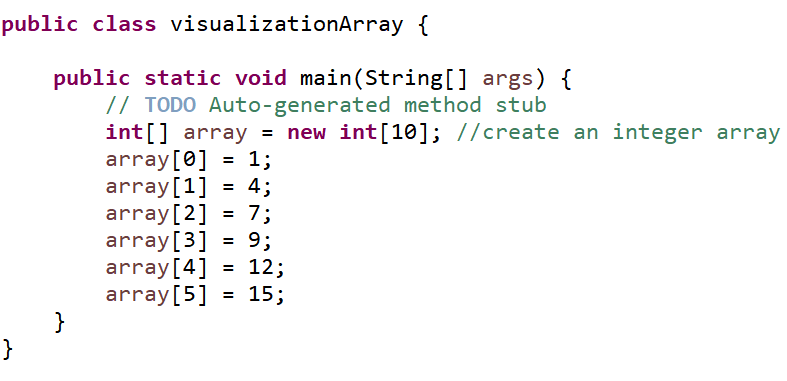 public class visualizationArray {
public static void main(String[] args) {
// TODO Auto-generated method stub
int[] array = new int[10]; //create an integer array
array[0] = 1;
array[1] = 4;
array[2] = 7;
array[3] = 9;
array[4] = 12;
array[5] = 15;
}
}